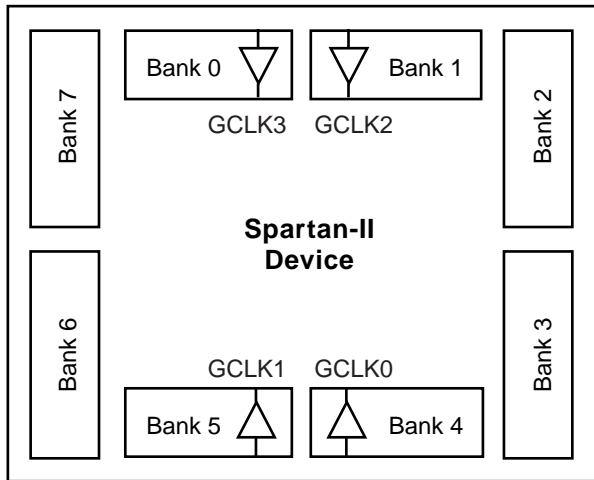 Bank 0
Bank 1
Bank 7
Bank 2
GCLK3
GCLK2
Spartan-II
Device
Bank 6
Bank 3
GCLK1
GCLK0
Bank 5
Bank 4